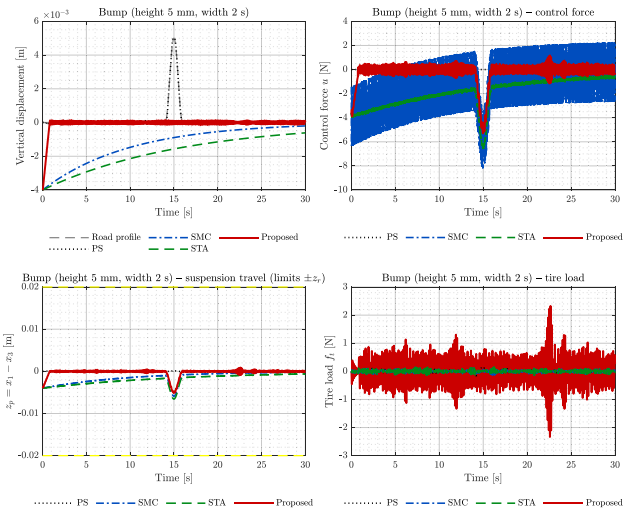 Bump (height 5 mm, width 2 s)
×10⁻³
6
4
2
0
-2
-4
Vertical displacement [m]
0 5 10 15 20 25 30
Time [s]
Road profile SMC Proposed
PS STA
Bump (height 5 mm, width 2 s) – control force
4
2
0
-2
-4
-6
-8
-10
Control force u [N]
0 5 10 15 20 25 30
Time [s]
PS SMC STA Proposed
Bump (height 5 mm, width 2 s) – suspension travel (limits ±zᵣ)
0.02
0.01
0
-0.01
-0.02
zₚ = x₁ − x₃ [m]
0 5 10 15 20 25 30
Time [s]
PS SMC STA Proposed
Bump (height 5 mm, width 2 s) – tire load
3
2
1
0
-1
-2
-3
Tire load fₜ [N]
0 5 10 15 20 25 30
Time [s]
PS SMC STA Proposed